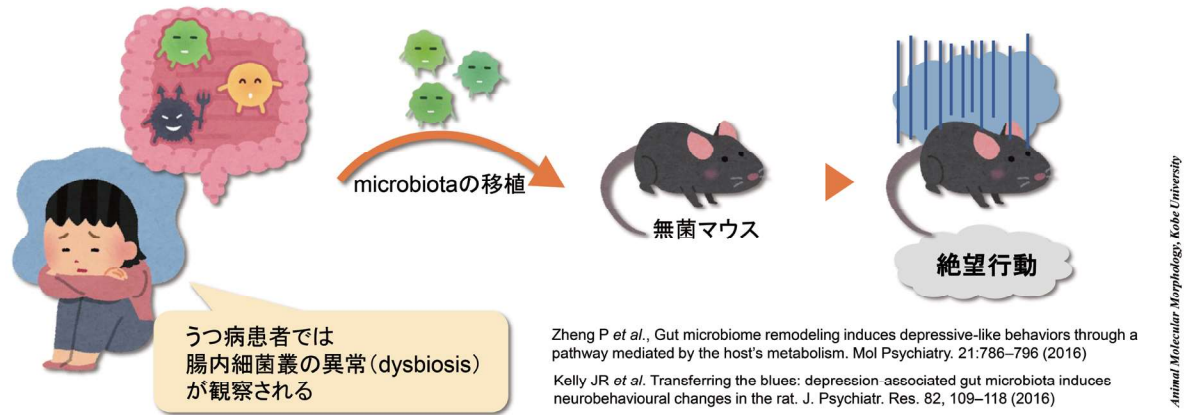 microbiotaの移植
無菌マウス
絶望行動
うつ病患者では
腸内細菌叢の異常（dysbiosis）
が観察される
Zheng P et al., Gut microbiome remodeling induces depressive-like behaviors through a
pathway mediated by the host's metabolism. Mol Psychiatry. 21:786–796 (2016)
Kelly JR et al. Transferring the blues: depression-associated gut microbiota induces
neurobehavioural changes in the rat. J. Psychiatr. Res. 82, 109–118 (2016)
Animal Molecular Morphology, Kobe University